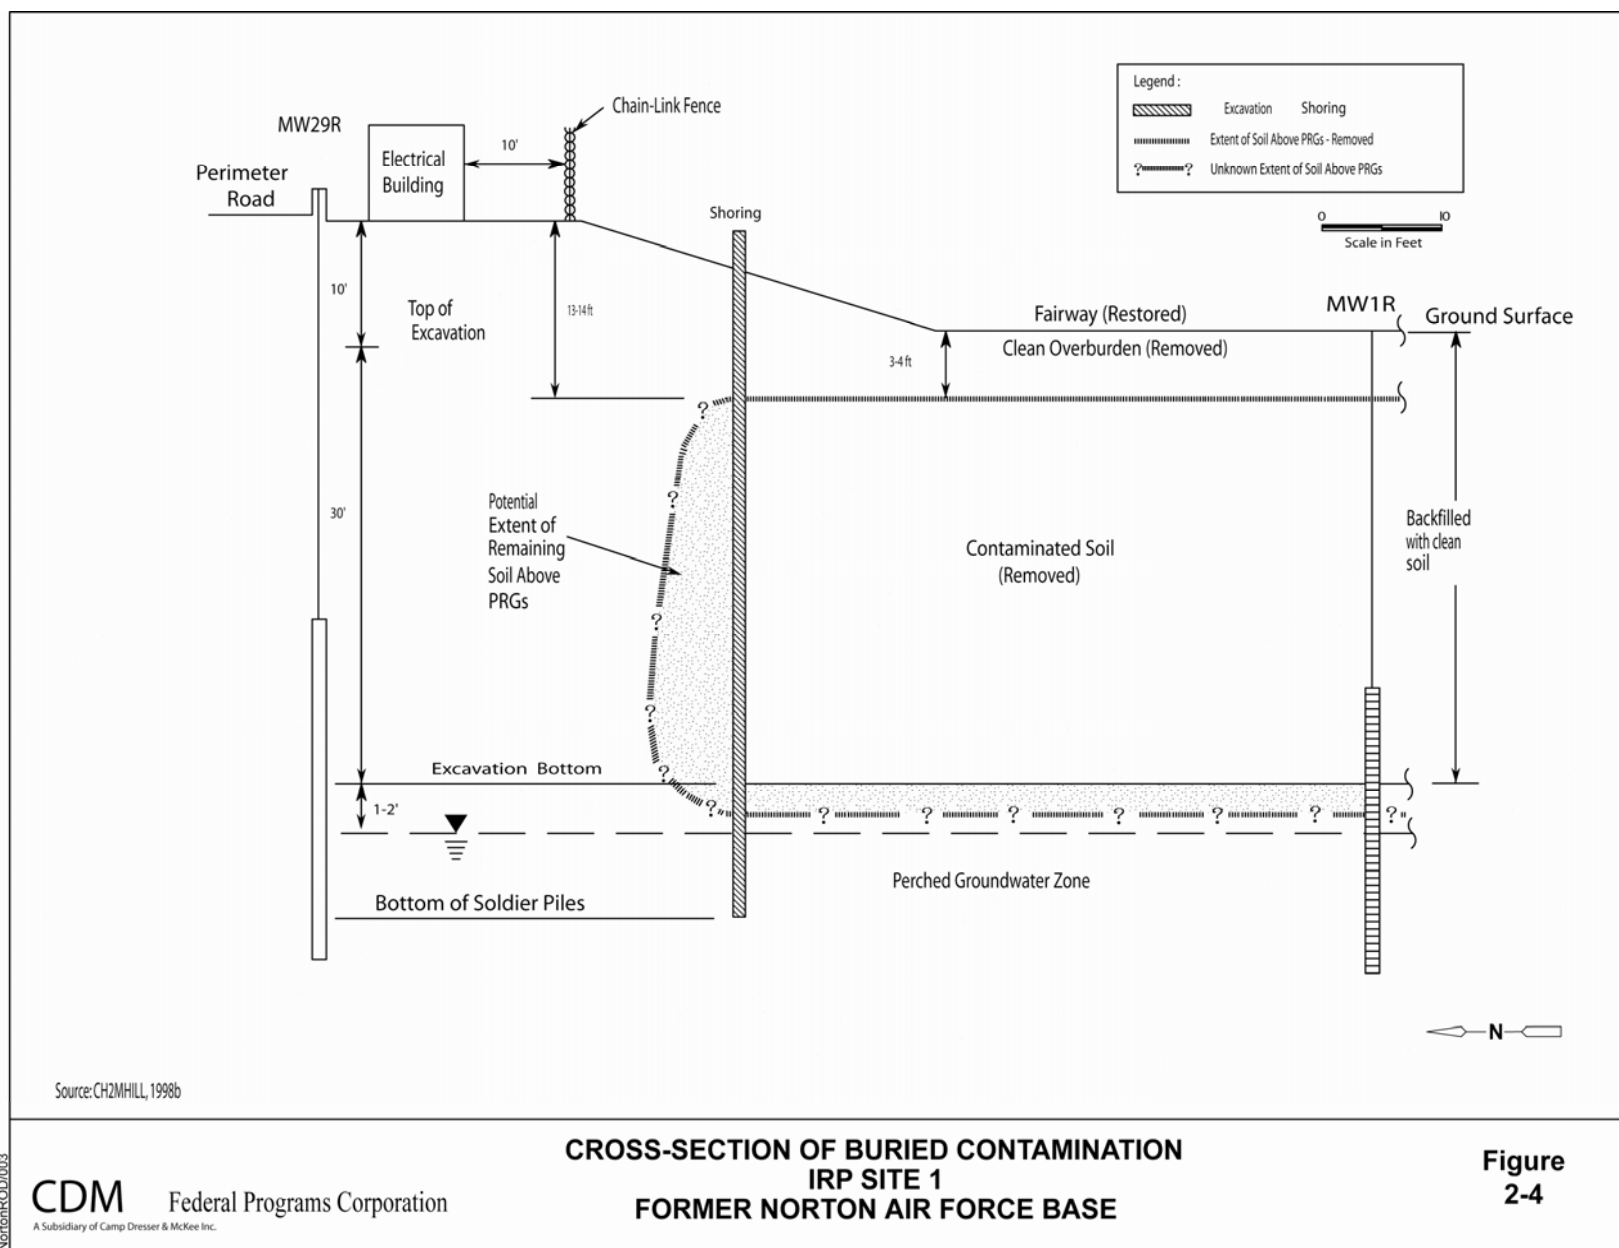 Legend :
Excavation Shoring
Extent of Soil Above PRGs - Removed
? ? Unknown Extent of Soil Above PRGs
0 10
Scale in Feet
Chain-Link Fence
MW29R
10'
Electrical
Building
Perimeter
Road
Shoring
10'
Top of
Excavation
13-14 ft
Fairway (Restored)
MW1R
Ground Surface
Clean Overburden (Removed)
3-4 ft
?
30'
Potential
Extent of
Remaining
Soil Above
PRGs
?
?
?
Contaminated Soil
(Removed)
Backfilled
with clean
soil
Excavation Bottom
?
1-2'
? ? ? ? ? ? ? ?
Perched Groundwater Zone
Bottom of Soldier Piles
N
Source: CH2MHILL, 1998b
NortonROD/003
CDM Federal Programs Corporation
A Subsidiary of Camp Dresser & McKee Inc.
CROSS-SECTION OF BURIED CONTAMINATION
IRP SITE 1
FORMER NORTON AIR FORCE BASE
Figure
2-4